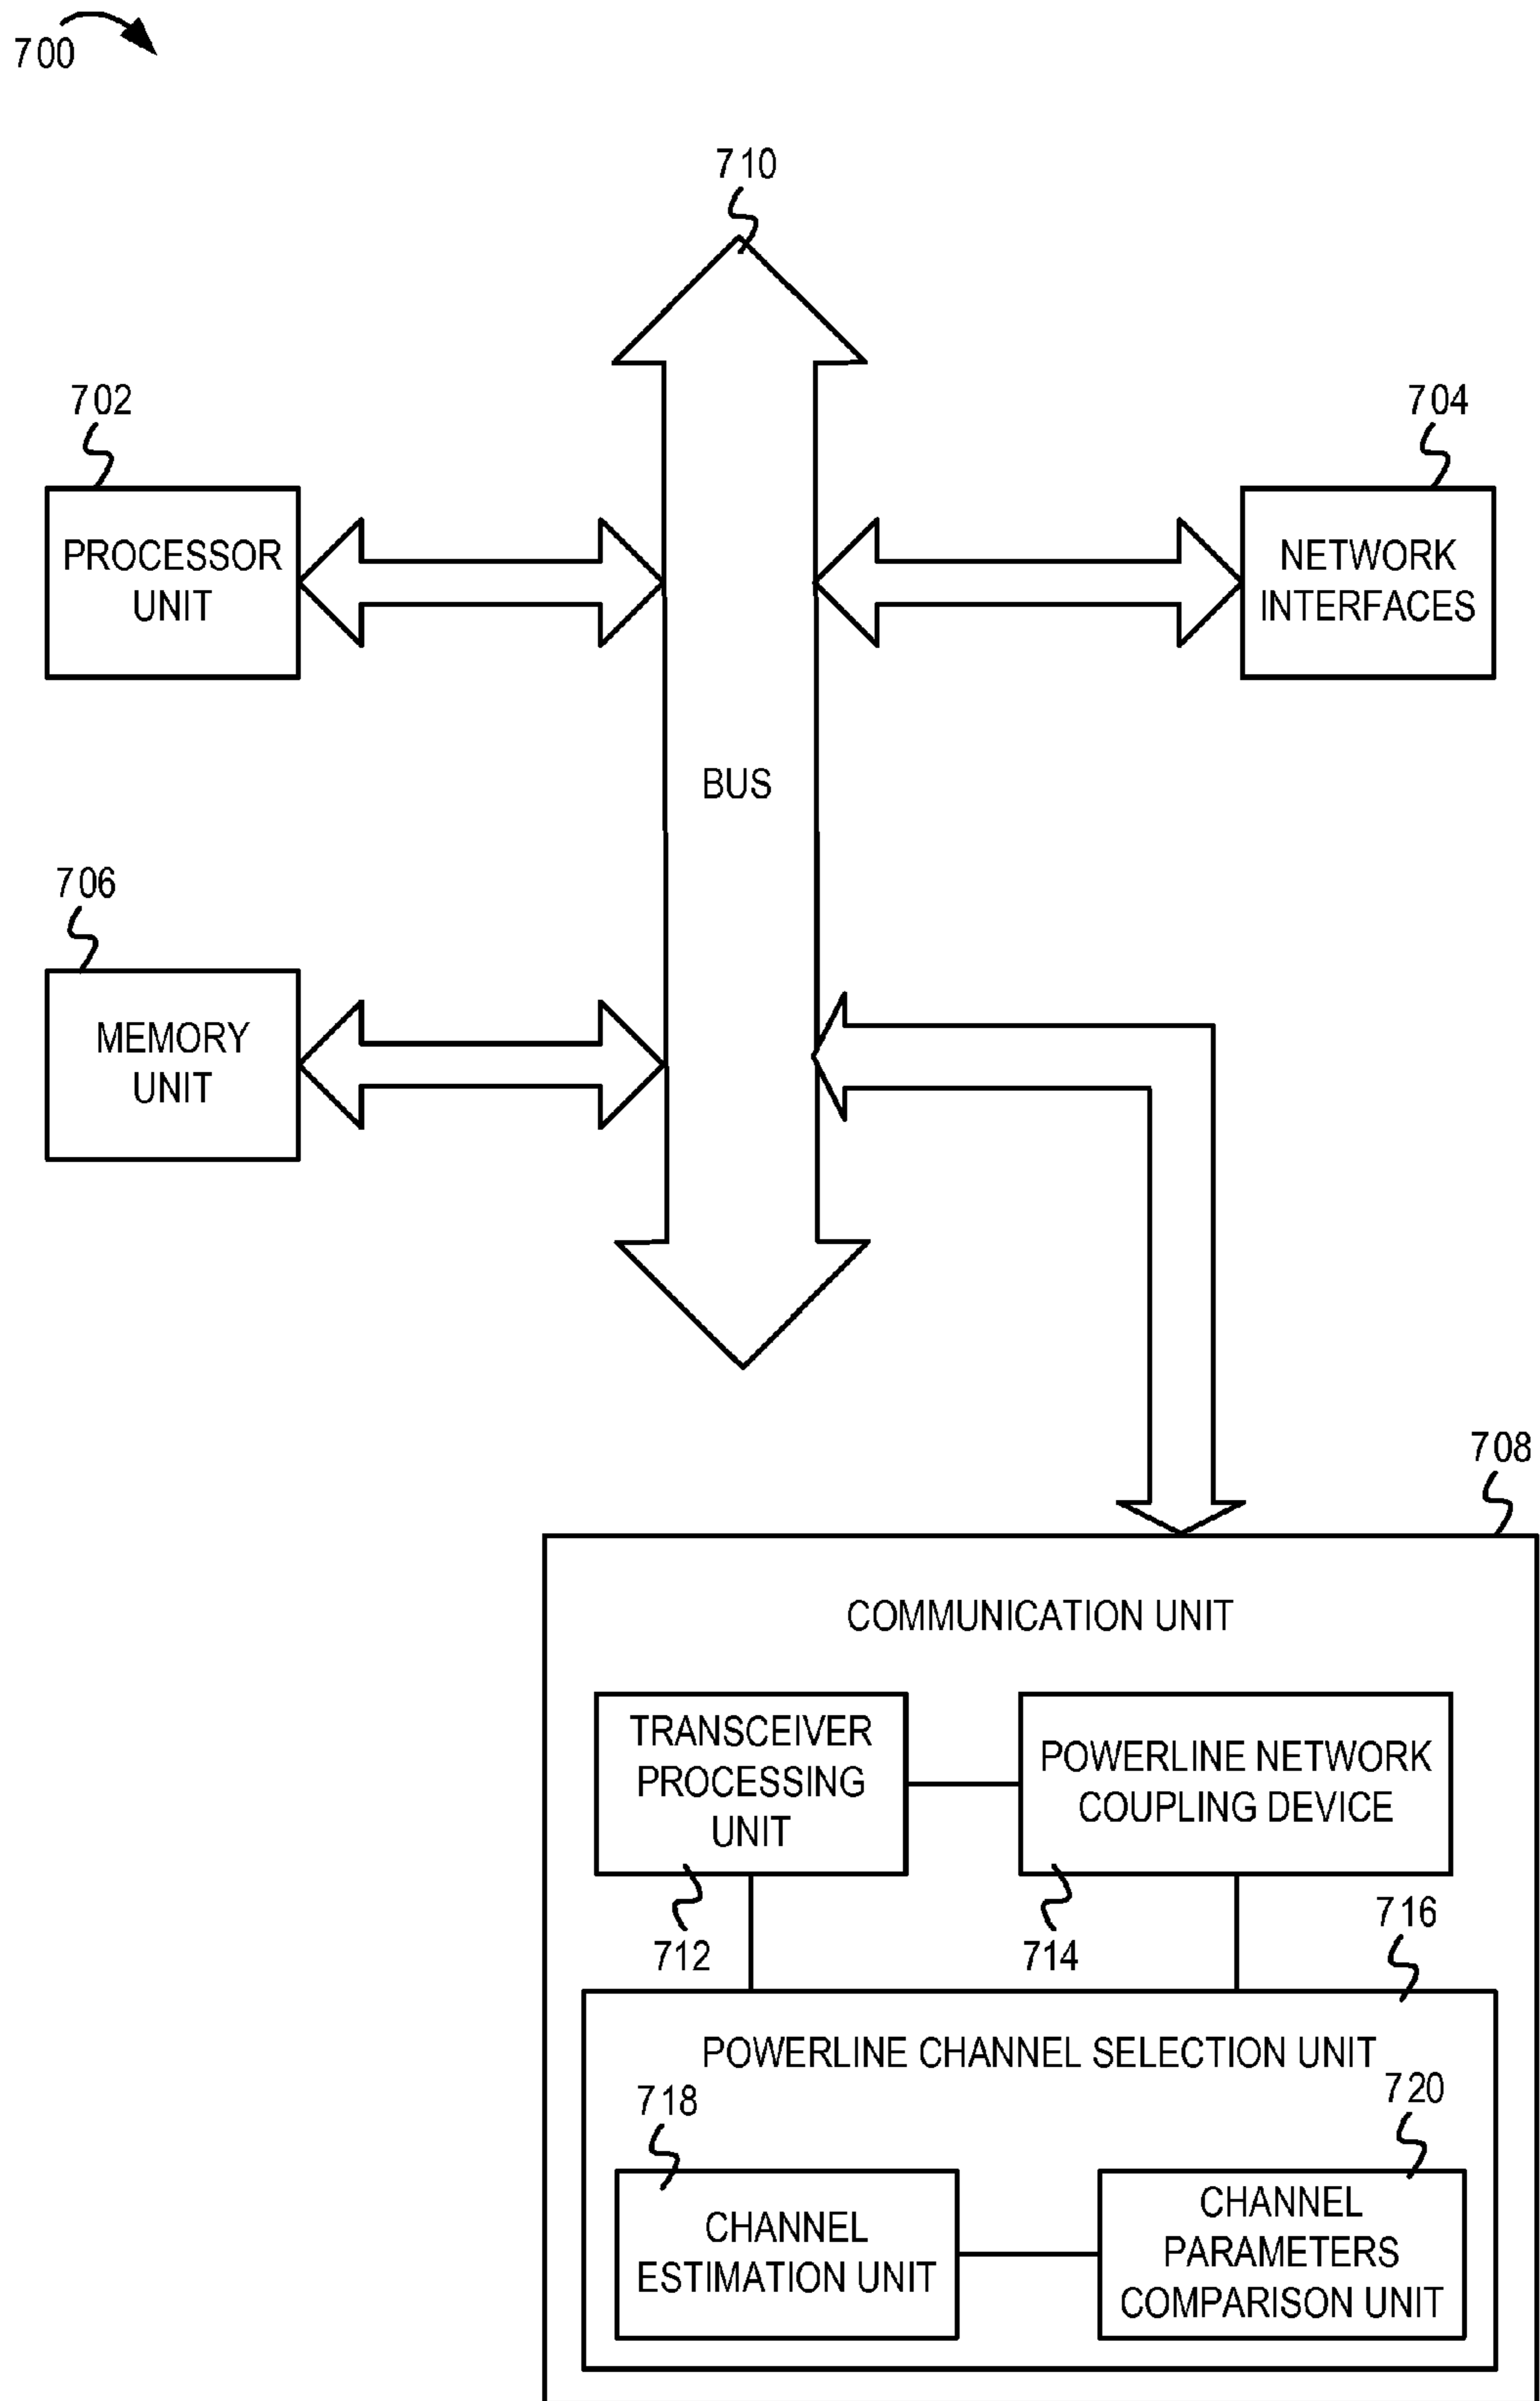 700
710
702
704
PROCESSOR
UNIT
NETWORK
INTERFACES
BUS
706
MEMORY
UNIT
708
COMMUNICATION UNIT
TRANSCEIVER
PROCESSING
UNIT
POWERLINE NETWORK
COUPLING DEVICE
712
714
716
POWERLINE CHANNEL SELECTION UNIT
718
720
CHANNEL
ESTIMATION UNIT
CHANNEL
PARAMETERS
COMPARISON UNIT